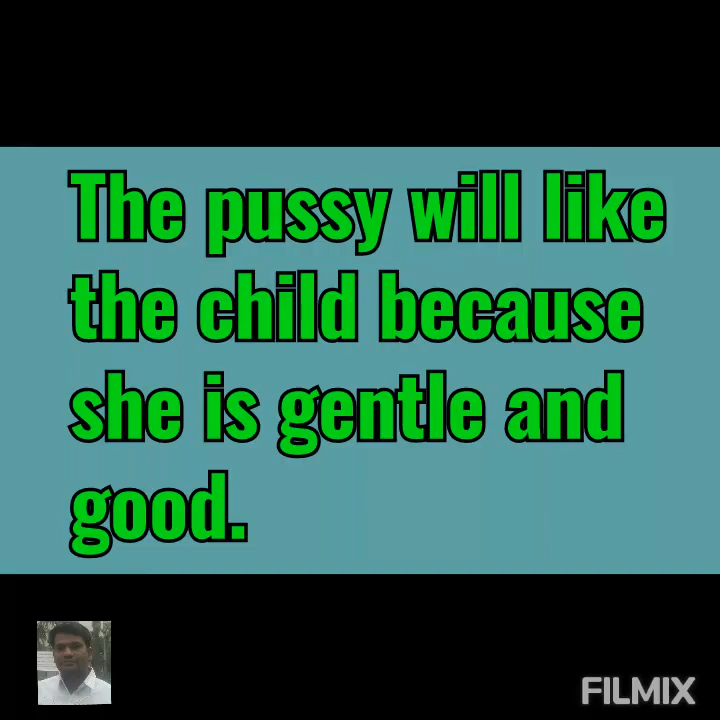 The pussy will like
the child because
she is gentle and
good.
FILMIX